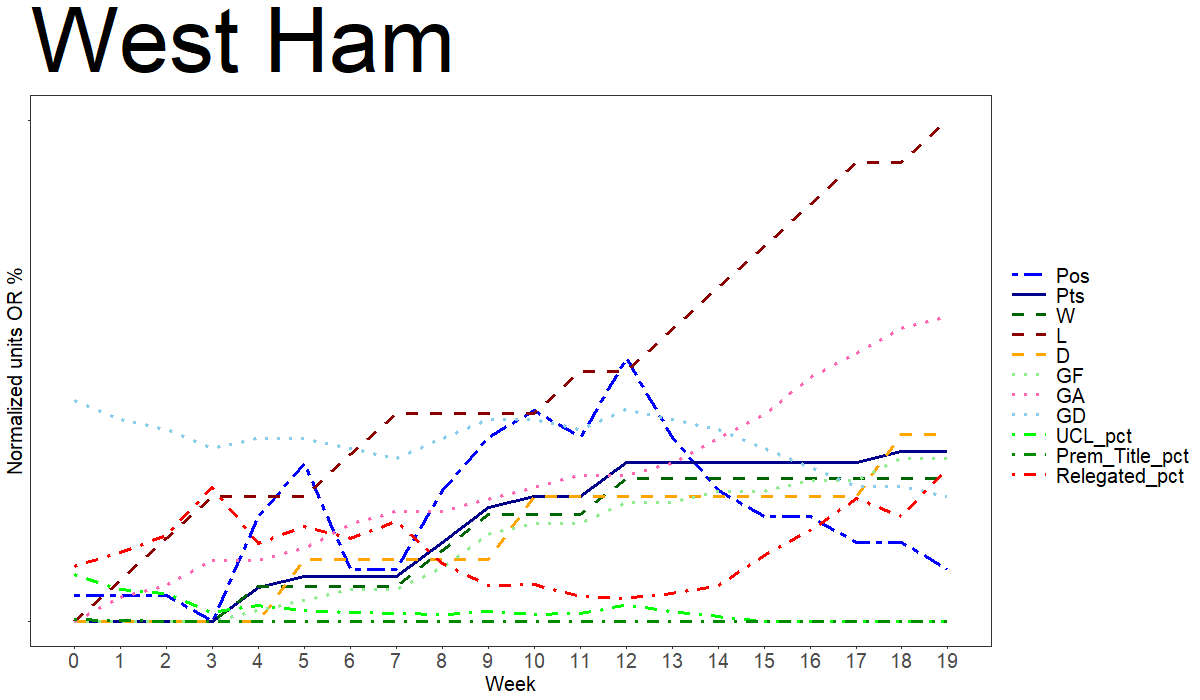 West Ham
Normalized units OR %
0 1 2 3 4 5 6 7 8 9 10 11 12 13 14 15 16 17 18 19
Week
Pos
Pts
W
L
D
GF
GA
GD
UCL_pct
Prem_Title_pct
Relegated_pct